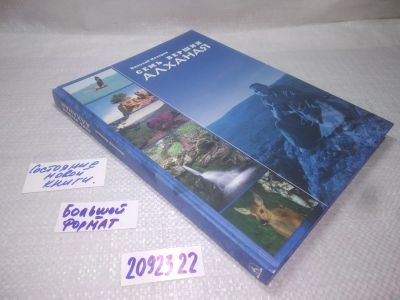 СЕМЬ ВЕРШИН
АЛХАНАЯ
Состояние
новой
книги.
Большой
формат
2092322